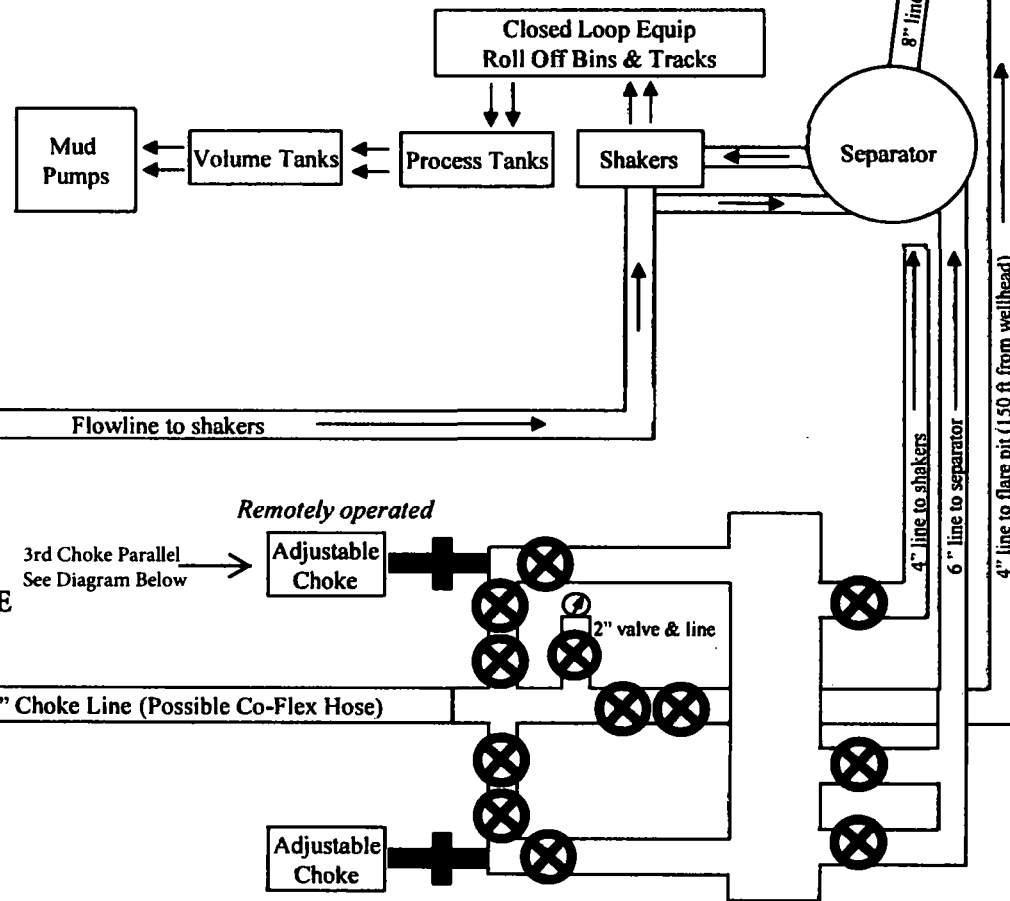 8" line
Closed Loop Equip
Roll Off Bins & Tracks
Mud
Pumps
Volume Tanks
Process Tanks
Shakers
Separator
Flowline to shakers
4" line to shakers
6 " line to separator
4" line to flare pit (150 ft from wellhead)
Remotely operated
3rd Choke Parallel
See Diagram Below
Adjustable
Choke
E
2" valve & line
" Choke Line (Possible Co-Flex Hose)
Adjustable
Choke